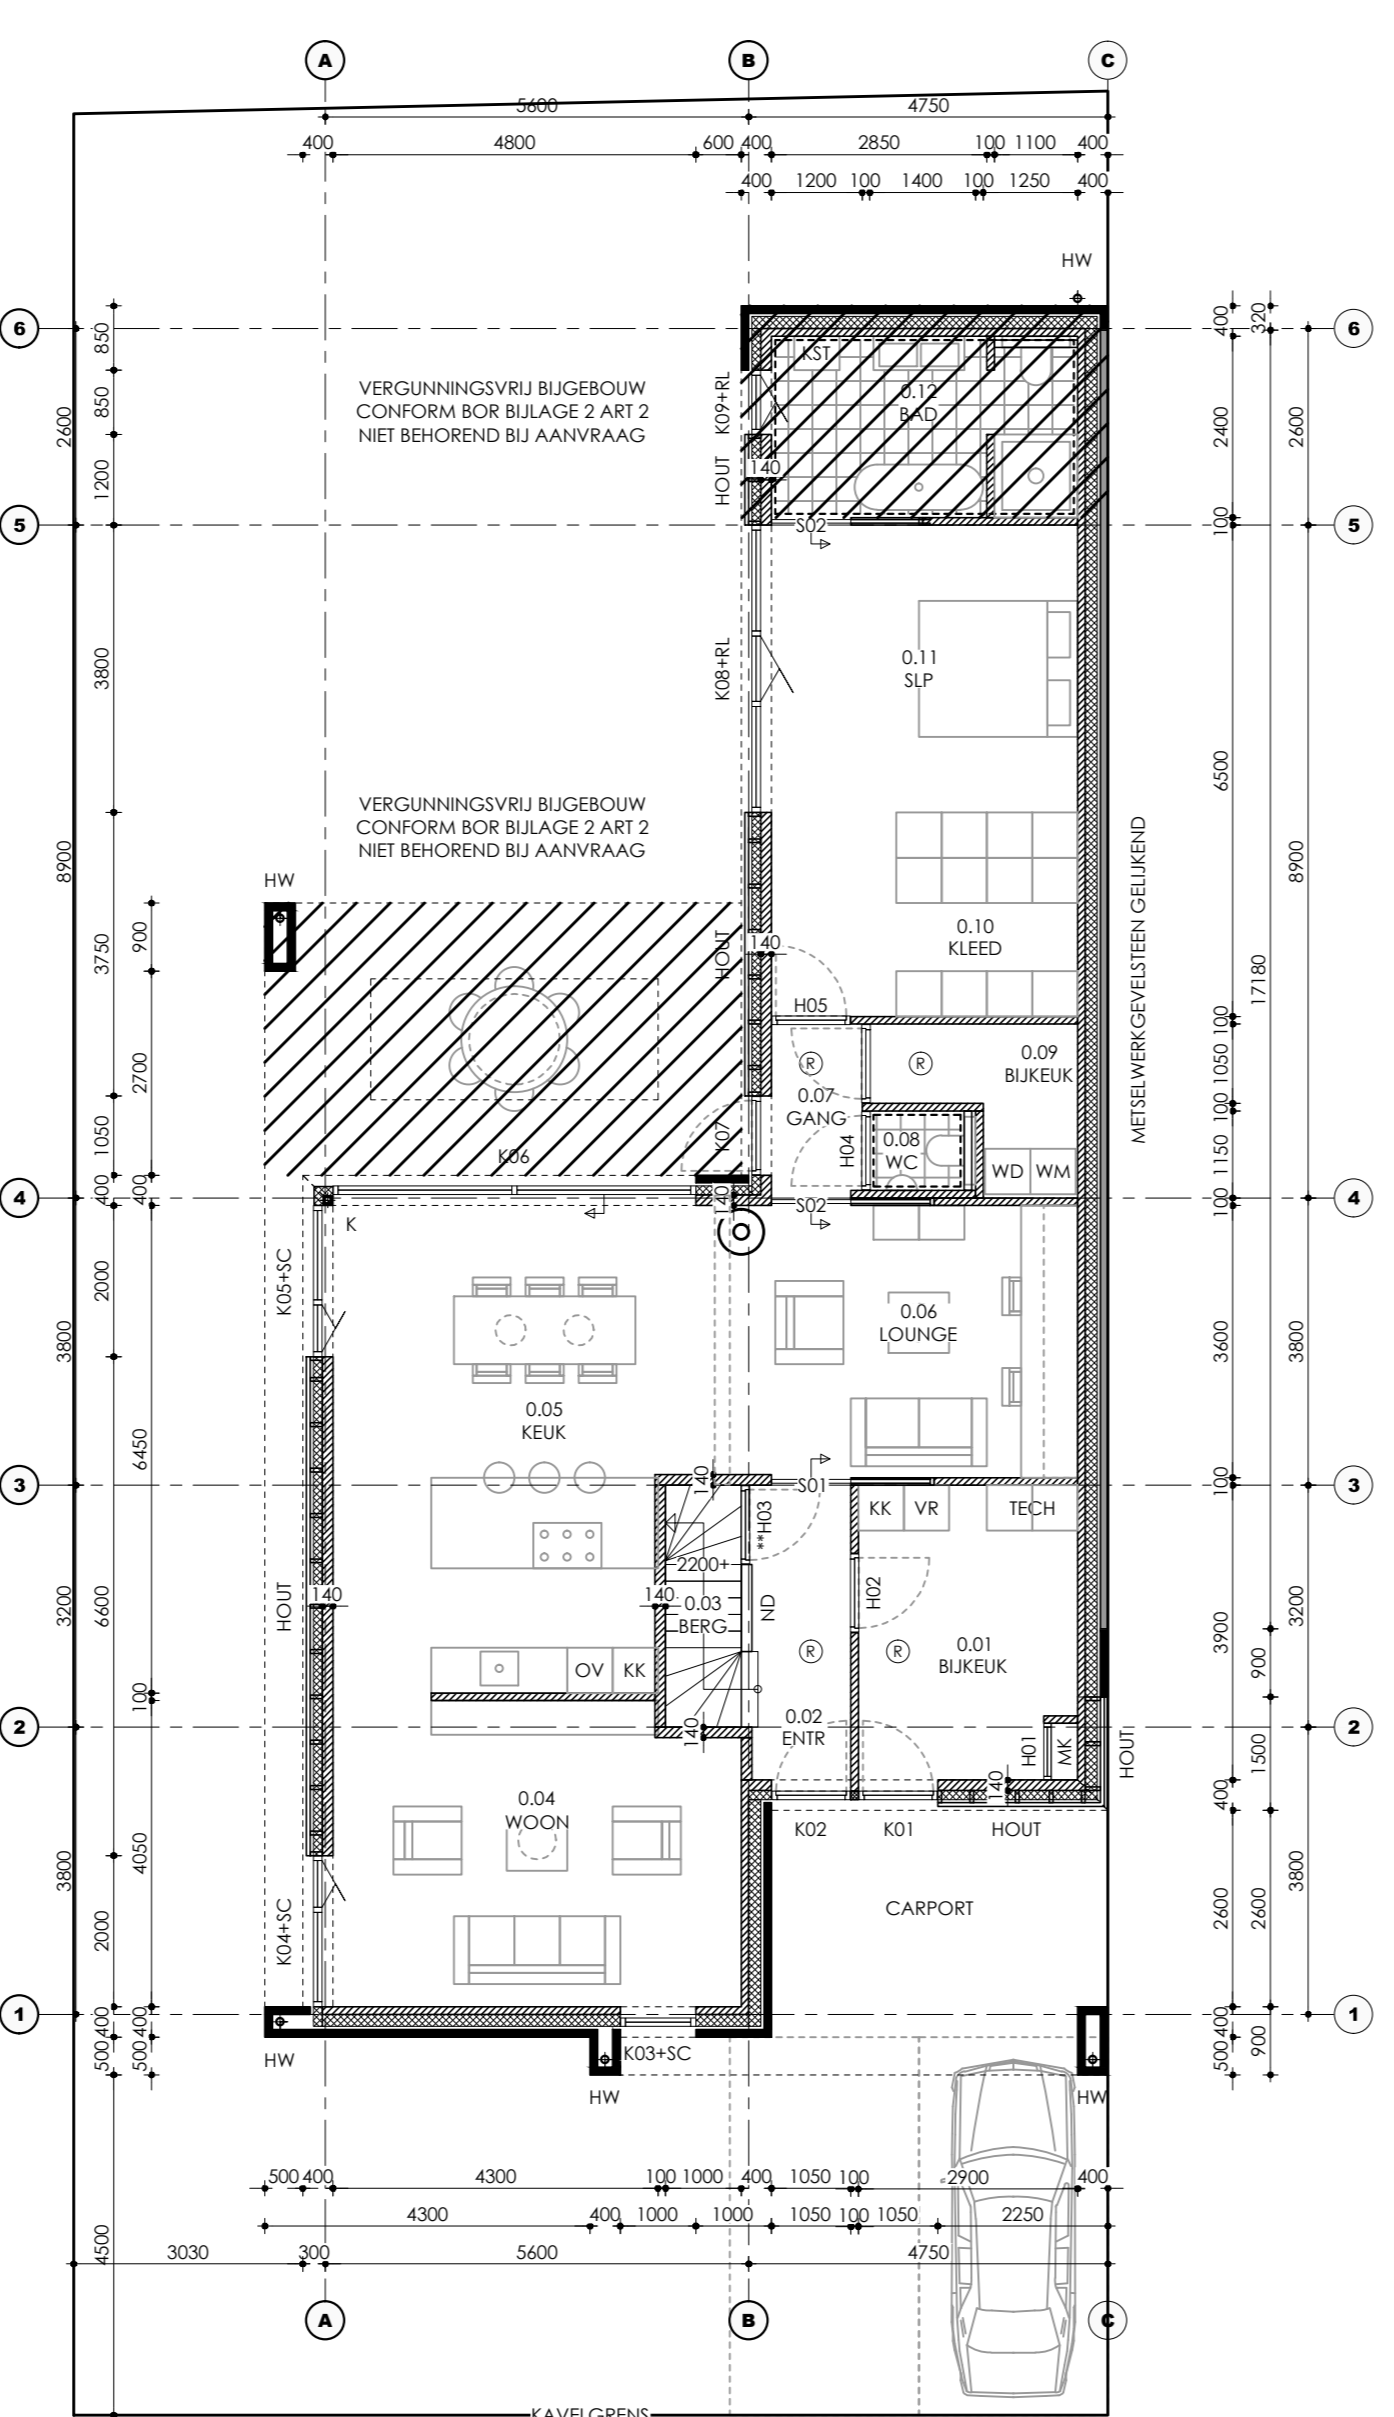 A B C
5600 4750
400 4800 600 400 2850 100 1100 400
400 1200 100 1400 100 1250 400
HW
6 6
850 400 320
KST
VERGUNNINGSVRIJ BIJGEBOUW
CONFORM BOR BIJLAGE 2 ART 2
NIET BEHOREND BIJ AANVRAAG
K09+RL
0.12
BAD
850
2600 2400 2600
1200 HOUT 140
5 S02 5
100
3800 K08+RL
0.11
SLP
6500
VERGUNNINGSVRIJ BIJGEBOUW
CONFORM BOR BIJLAGE 2 ART 2
NIET BEHOREND BIJ AANVRAAG
8900 8900
METSELWERKGEVELSTEEN GELIJKEND
HW
900
3750 HOUT 140
0.10
KLEED
17180
H05
100
2700 R R
0.09
BIJKEUK
1050
0.07
GANG
100
1050 K06 K07 H04
0.08
WC
WD WM
1150
4 400 400 140 S02 100 4
K
K05+SC
2000
0.06
LOUNGE
3800 3600 3800
0.05
KEUK
6450
3 140 S01 100 3
**H03 KK VR TECH
2200+
H02
3200 6600 HOUT 140 140
0.03
BERG
ND
3900 3200
R R
0.01
BIJKEUK
OV KK
900
100
2 140
0.02
ENTR
H01 MK HOUT 1500 2
140
400
0.04
WOON
K02 K01 HOUT
3800 4050 3800
CARPORT
2000 K04+SC 2600 2600
1 400 400 400 1
500 500 500 900
HW K03+SC
HW HW
500 400 4300 100 1000 400 1050 100 2900 400
4300 400 1000 1000 1050 100 1050 2250
4500 3030 300 5600 4750
A B C
KAVELGRENS